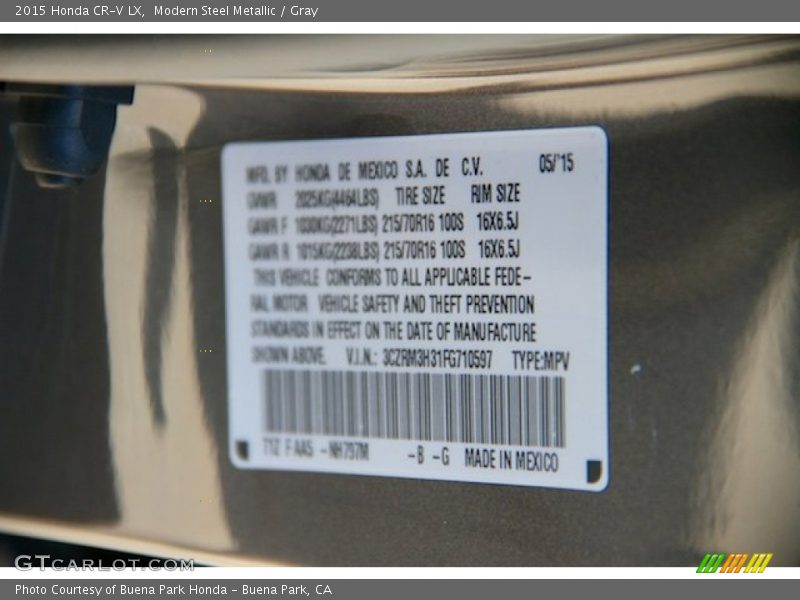 2015 Honda CR-V LX,  Modern Steel Metallic / Gray
MFD. BY HONDA DE MEXICO S.A. DE C.V. 05/'15
GVWR 2025KG(4464LBS) TIRE SIZE RIM SIZE
GAWR F 1030KG(2271LBS) 215/70R16 100S 16X6.5J
GAWR R 1015KG(2238LBS) 215/70R16 100S 16X6.5J
THIS VEHICLE CONFORMS TO ALL APPLICABLE FEDE-
RAL MOTOR VEHICLE SAFETY AND THEFT PREVENTION
STANDARDS IN EFFECT ON THE DATE OF MANUFACTURE
SHOWN ABOVE. V.I.N.: 3CZRM3H31FG710597 TYPE:MPV
T1Z F AA5 -NH797M -B -G MADE IN MEXICO
GTCARLOT.COM
Photo Courtesy of Buena Park Honda - Buena Park, CA